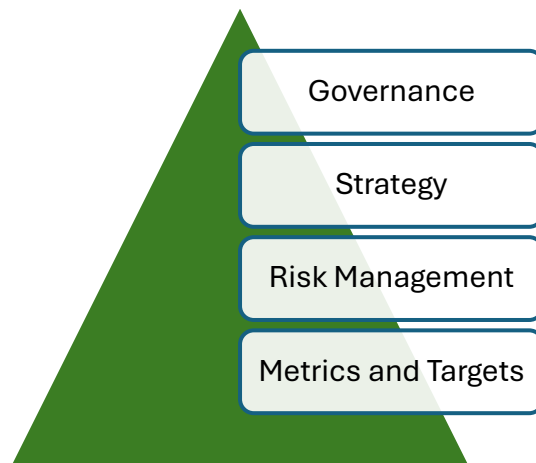 Governance
Strategy
Risk Management
Metrics and Targets